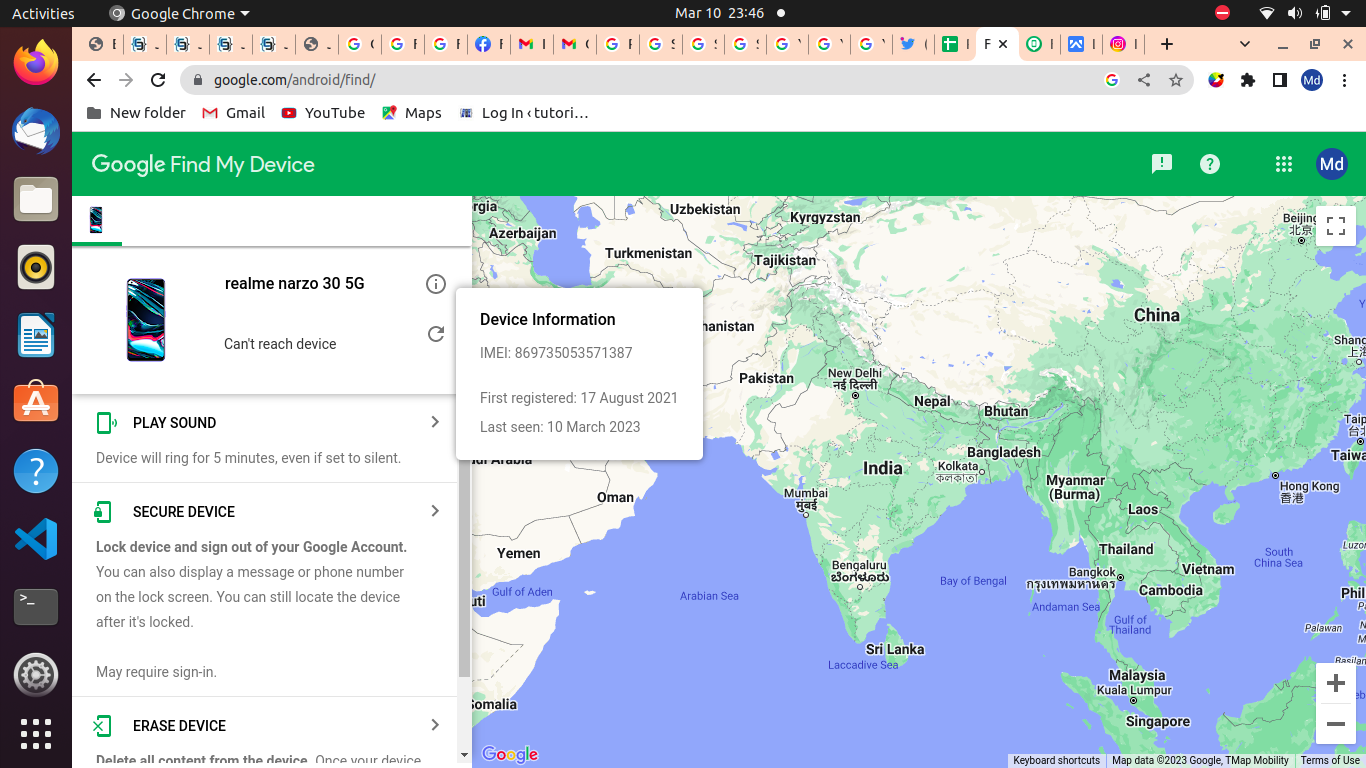 Activities
Google Chrome
Mar 10 23:46
google.com/android/find/
Md
New folder
Gmail
YouTube
Maps
Log In ‹ tutori…
Google Find My Device
Md
realme narzo 30 5G
Can't reach device
Device Information
IMEI: 869735053571387
First registered: 17 August 2021
Last seen: 10 March 2023
PLAY SOUND
Device will ring for 5 minutes, even if set to silent.
SECURE DEVICE
Lock device and sign out of your Google Account.
You can also display a message or phone number
on the lock screen. You can still locate the device
after it's locked.
May require sign-in.
ERASE DEVICE
Delete all content from the device. Once your device
rgia
Azerbaijan
Uzbekistan
Kyrgyzstan
Turkmenistan
Tajikistan
Beijing
北京
China
hanistan
Shang
上海
Pakistan
New Delhi
नई दिल्ली
Nepal
Bhutan
Bangladesh
India
Kolkata
কলকাতা
Taip
台北
Taiwa
udi Arabia
Oman
Mumbai
मुंबई
Myanmar
(Burma)
Hong Kong
香港
Laos
Yemen
Thailand
Bengaluru
ಬೆಂಗಳೂರು
Bangkok
กรุงเทพมหานคร
Vietnam
Cambodia
South
China Sea
Luzon
Phil
uti
Gulf of Aden
Arabian Sea
Bay of Bengal
Andaman Sea
Gulf of
Thailand
Palawan
Sri Lanka
Laccadive Sea
Malaysia
Kuala Lumpur
Basilan
Somalia
Singapore
Google
Keyboard shortcuts
Map data ©2023 Google, TMap Mobility
Terms of Use